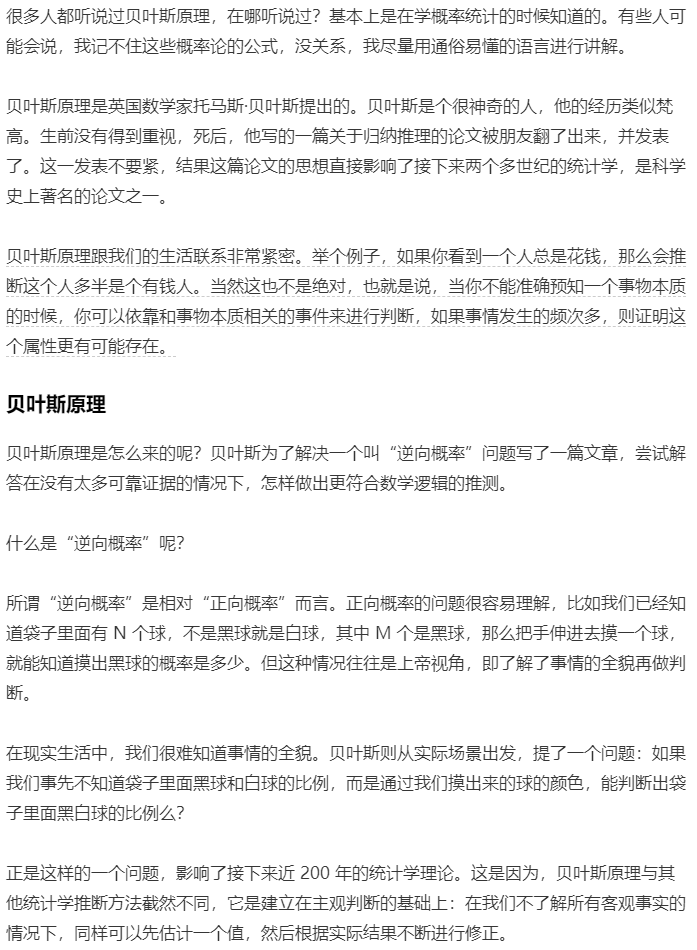 很多人都听说过贝叶斯原理，在哪听说过？基本上是在学概率统计的时候知道的。有些人可
能会说，我记不住这些概率论的公式，没关系，我尽量用通俗易懂的语言进行讲解。
贝叶斯原理是英国数学家托马斯·贝叶斯提出的。贝叶斯是个很神奇的人，他的经历类似梵
高。生前没有得到重视，死后，他写的一篇关于归纳推理的论文被朋友翻了出来，并发表
了。这一发表不要紧，结果这篇论文的思想直接影响了接下来两个多世纪的统计学，是科学
史上著名的论文之一。
贝叶斯原理跟我们的生活联系非常紧密。举个例子，如果你看到一个人总是花钱，那么会推
断这个人多半是个有钱人。当然这也不是绝对，也就是说，当你不能准确预知一个事物本质
的时候，你可以依靠和事物本质相关的事件来进行判断，如果事情发生的频次多，则证明这
个属性更有可能存在。
贝叶斯原理
贝叶斯原理是怎么来的呢？贝叶斯为了解决一个叫“逆向概率”问题写了一篇文章，尝试解
答在没有太多可靠证据的情况下，怎样做出更符合数学逻辑的推测。
什么是“逆向概率”呢？
所谓“逆向概率”是相对“正向概率”而言。正向概率的问题很容易理解，比如我们已经知
道袋子里面有 N 个球，不是黑球就是白球，其中 M 个是黑球，那么把手伸进去摸一个球，
就能知道摸出黑球的概率是多少。但这种情况往往是上帝视角，即了解了事情的全貌再做判
断。
在现实生活中，我们很难知道事情的全貌。贝叶斯则从实际场景出发，提了一个问题：如果
我们事先不知道袋子里面黑球和白球的比例，而是通过我们摸出来的球的颜色，能判断出袋
子里面黑白球的比例么？
正是这样的一个问题，影响了接下来近 200 年的统计学理论。这是因为，贝叶斯原理与其
他统计学推断方法截然不同，它是建立在主观判断的基础上：在我们不了解所有客观事实的
情况下，同样可以先估计一个值，然后根据实际结果不断进行修正。